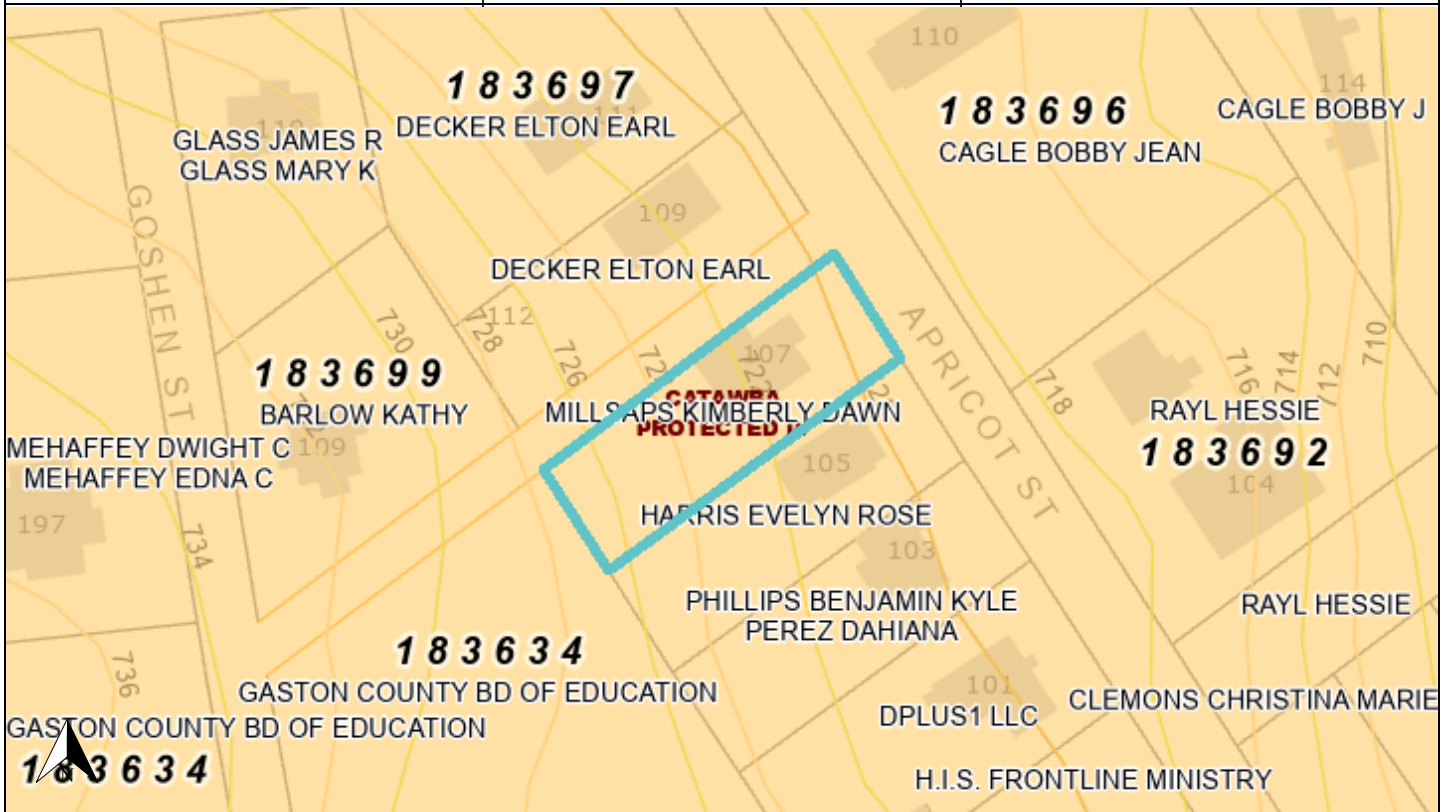 110
183697
DECKER ELTON EARL
183696
CAGLE BOBBY JEAN
114
CAGLE BOBBY J
GLASS JAMES R
GLASS MARY K
GOSHEN ST
109
DECKER ELTON EARL
112
730
728
726
107
722
183699
BARLOW KATHY
109
CATAWBA
MILLSAPS KIMBERLY DAWN
PROTECTED
APRICOT ST
718
716
714
712
710
RAYL HESSIE
183692
104
MEHAFFEY DWIGHT C
MEHAFFEY EDNA C
197
734
105
HARRIS EVELYN ROSE
103
PHILLIPS BENJAMIN KYLE
PEREZ DAHIANA
RAYL HESSIE
736
183634
GASTON COUNTY BD OF EDUCATION
GASTON COUNTY BD OF EDUCATION
183634
101
DPLUS1 LLC
CLEMONS CHRISTINA MARIE
H.I.S. FRONTLINE MINISTRY